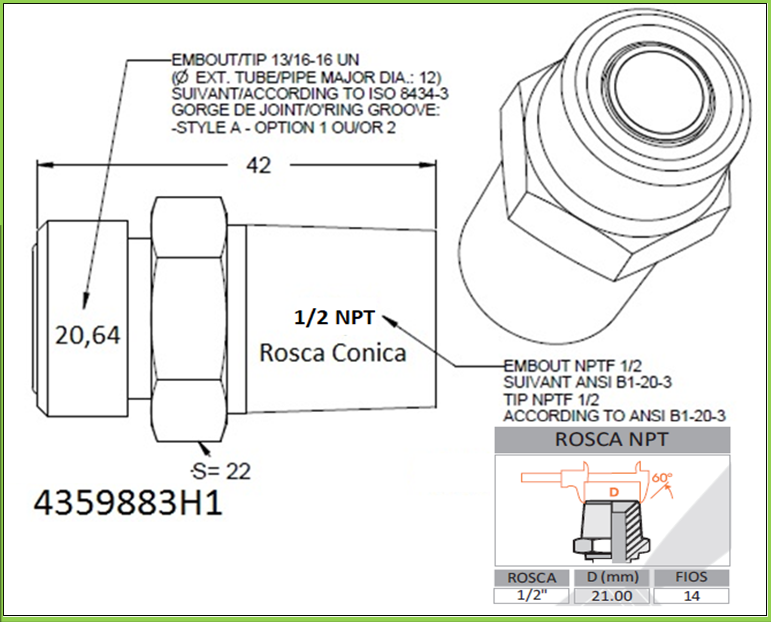 EMBOUT/TIP 13/16-16 UN
(Ø EXT. TUBE/PIPE MAJOR DIA.: 12)
SUIVANT/ACCORDING TO ISO 8434-3
GORGE DE JOINT/O'RING GROOVE:
-STYLE A - OPTION 1 OU/OR 2
42
20,64
1/2 NPT
Rosca Conica
EMBOUT NPTF 1/2
SUIVANT ANSI B1-20-3
TIP NPTF 1/2
ACCORDING TO ANSI B1-20-3
S= 22
4359883H1
ROSCA NPT
60°
D
ROSCA D (mm) FIOS
1/2" 21.00 14